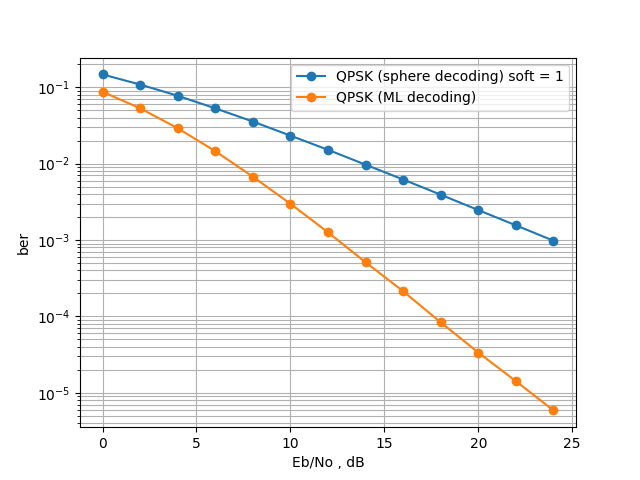 QPSK (sphere decoding) soft = 1
QPSK (ML decoding)
10⁻¹
10⁻²
10⁻³
10⁻⁴
10⁻⁵
ber
0 5 10 15 20 25
Eb/No , dB